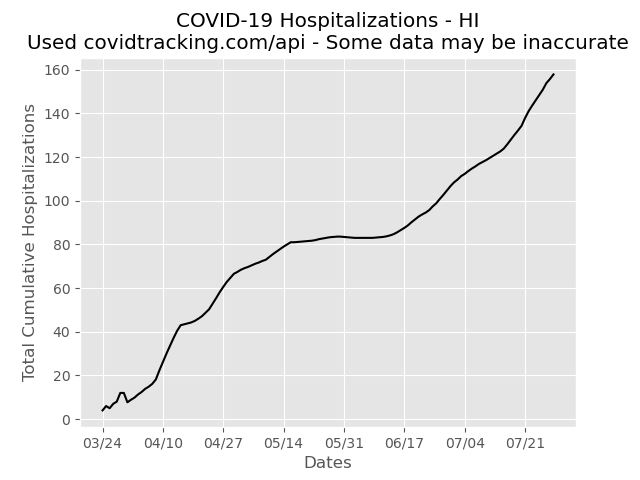 COVID-19 Hospitalizations - HI
Used covidtracking.com/api - Some data may be inaccurate
Total Cumulative Hospitalizations
160
140
120
100
80
60
40
20
0
03/24 04/10 04/27 05/14 05/31 06/17 07/04 07/21
Dates